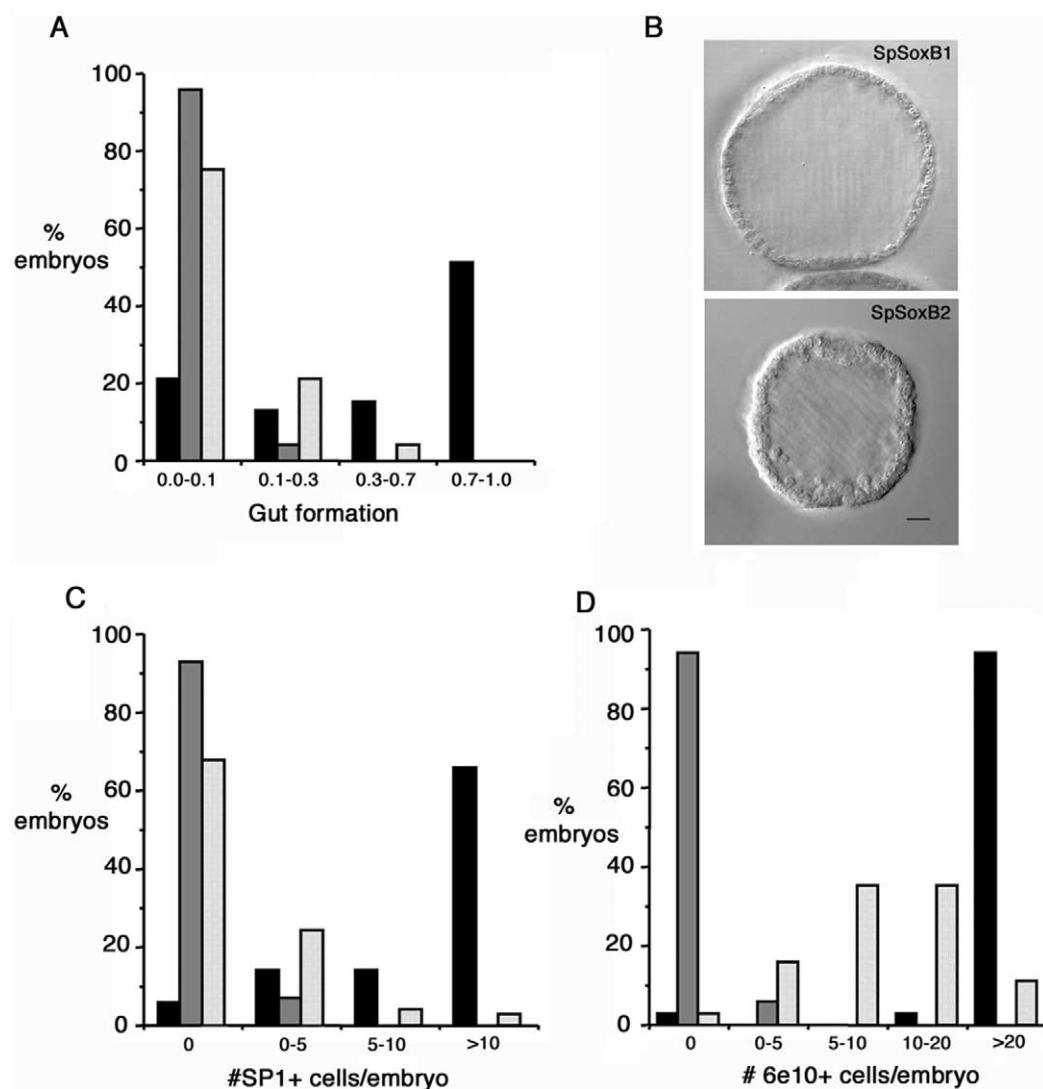 A
100
80
60
40
20
0
%
embryos
0.0-0.1 0.1-0.3 0.3-0.7 0.7-1.0
Gut formation
B
SpSoxB1
SpSoxB2
C
100
80
60
40
20
0
%
embryos
0 0-5 5-10 >10
#SP1+ cells/embryo
D
100
80
60
40
20
0
%
embryos
0 0-5 5-10 10-20 >20
# 6e10+ cells/embryo